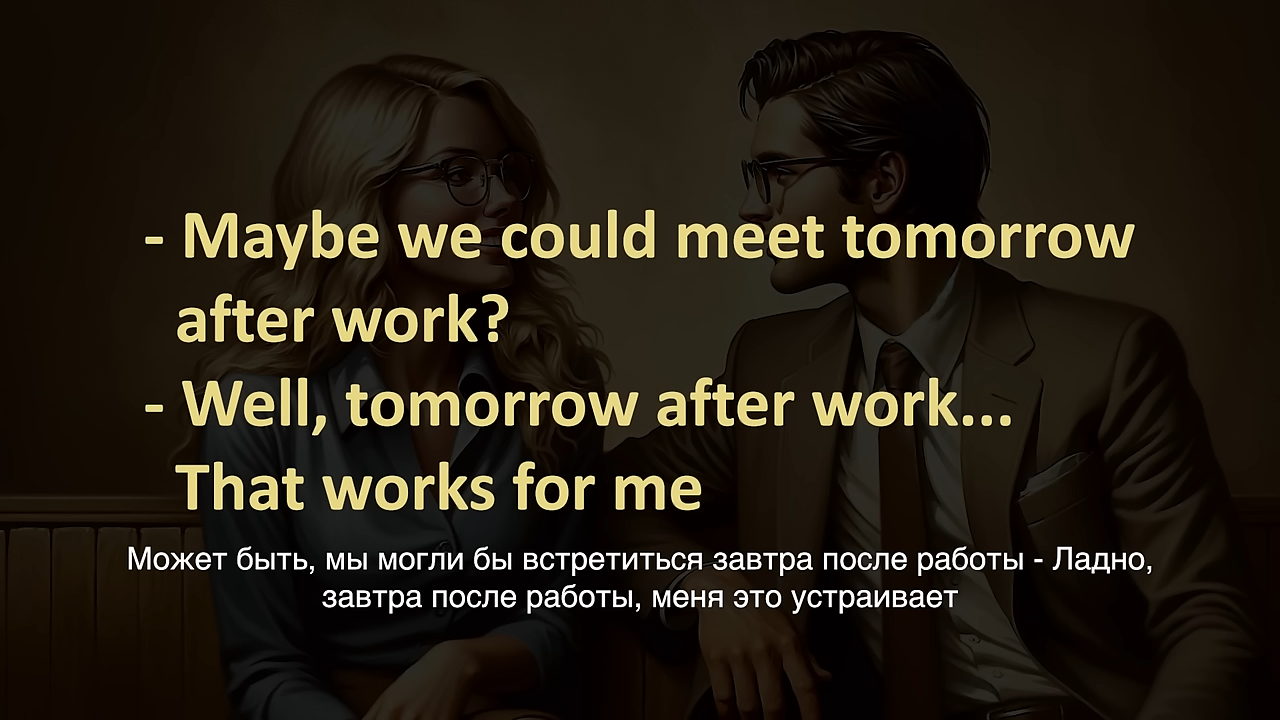 - Maybe we could meet tomorrow
after work?
- Well, tomorrow after work...
That works for me
Может быть, мы могли бы встретиться завтра после работы - Ладно,
завтра после работы, меня это устраивает